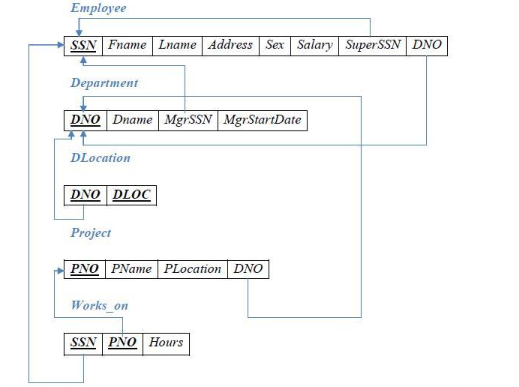 Employee
SSN Fname Lname Address Sex Salary SuperSSN DNO
Department
DNO Dname MgrSSN MgrStartDate
DLocation
DNO DLOC
Project
PNO PName PLocation DNO
Works_on
SSN PNO Hours